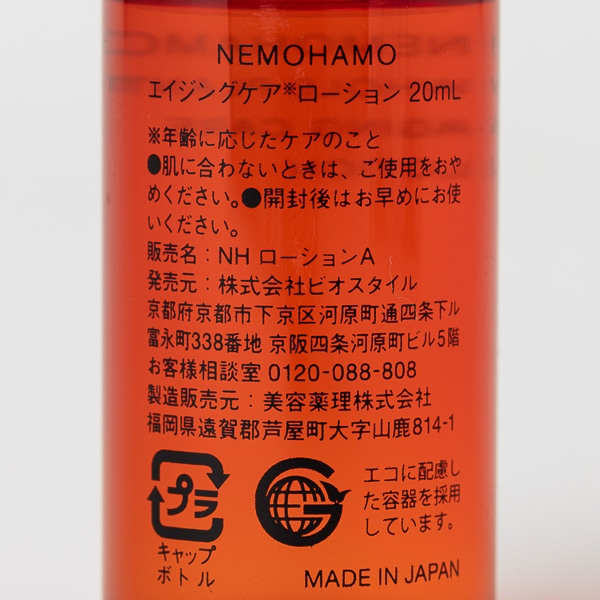 NEMOHAMO
エイジングケア※ローション 20mL
※年齢に応じたケアのこと
●肌に合わないときは、ご使用をおや
めください。●開封後はお早めにお使
いください。
販売名：NH ローションA
発売元：株式会社ビオスタイル
京都府京都市下京区河原町通四条下ル
富永町338番地 京阪四条河原町ビル5階
お客様相談室 0120-088-808
製造販売元：美容薬理株式会社
福岡県遠賀郡芦屋町大字山鹿814-1
プラ
キャップ
ボトル
エコに配慮し
た容器を採用
しています。
MADE IN JAPAN